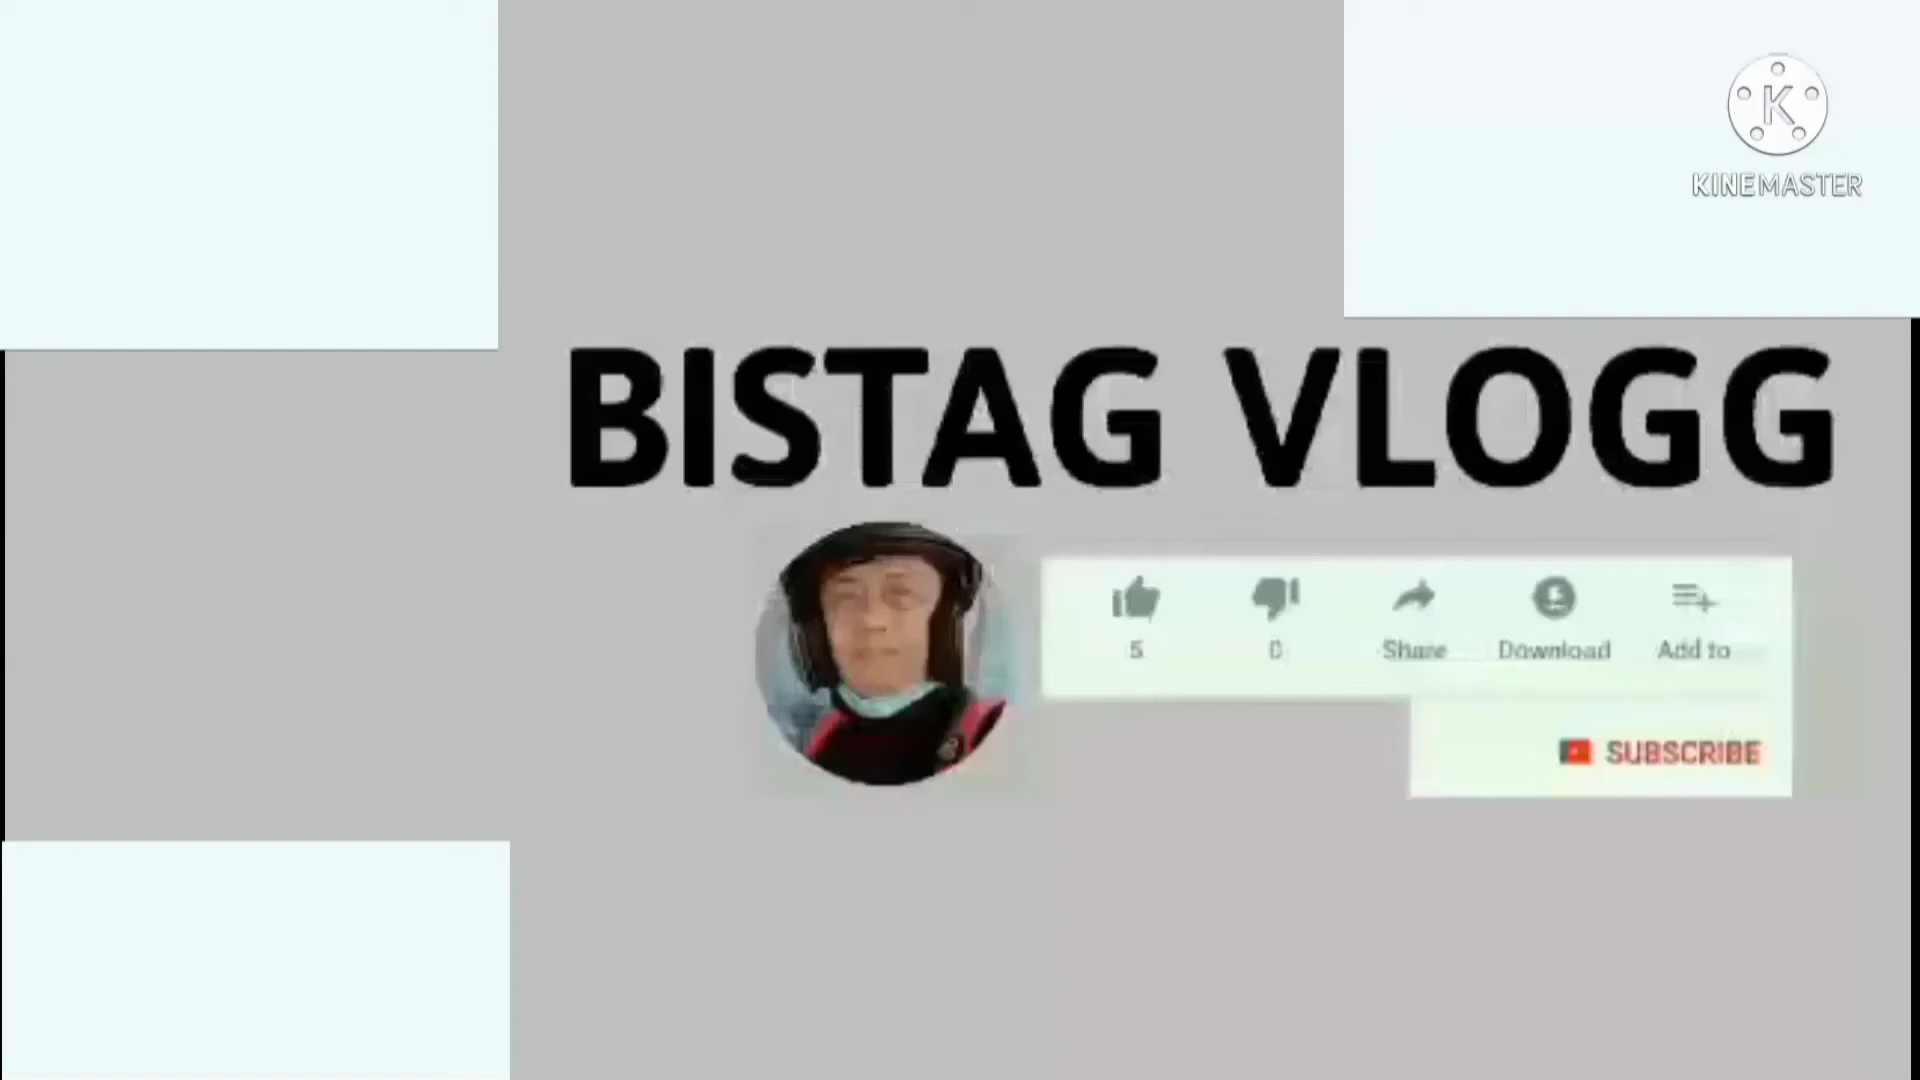 K
KINEMASTER
BISTAG VLOGG
5 0 Share Download Add to
SUBSCRIBE